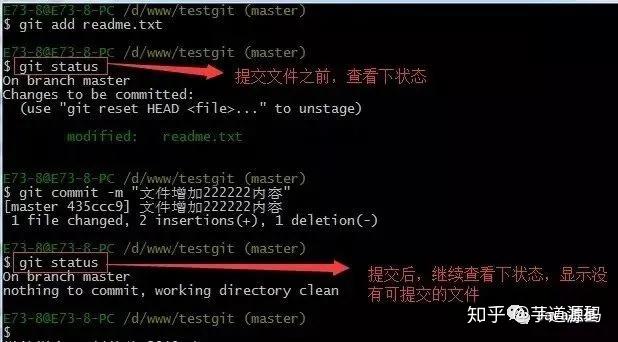 E73-8@E73-8-PC /d/www/testgit (master)
$ git add readme.txt
E73-8@E73-8-PC /d/www/testgit (master)
$ git status
提交文件之前，查看下状态
On branch master
Changes to be committed:
(use "git reset HEAD <file>..." to unstage)
modified: readme.txt
E73-8@E73-8-PC /d/www/testgit (master)
$ git commit -m "文件增加222222内容"
[master 435ccc9] 文件增加222222内容
1 file changed, 2 insertions(+), 1 deletion(-)
E73-8@E73-8-PC /d/www/testgit (master)
$ git status
On branch master
nothing to commit, working directory clean
提交后，继续查看下状态，显示没
有可提交的文件
E73-8@E73-8-PC /d/www/testgit (master)
$
知乎 芋道源码